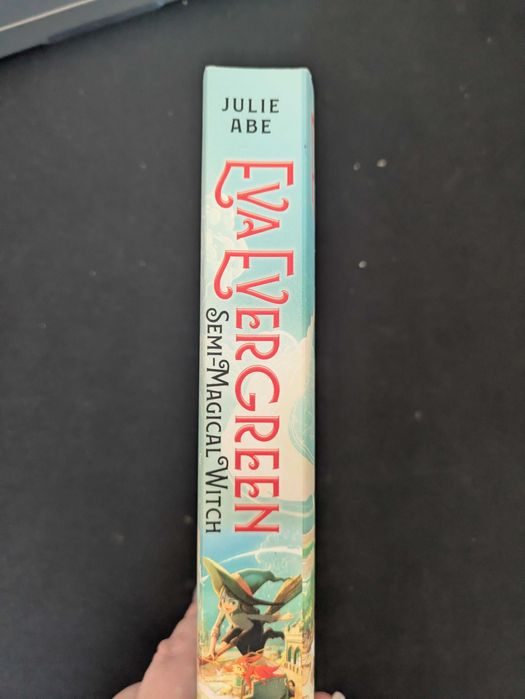 JULIE
ABE
EVA EVERGREEN
SEMI-MAGICAL WITCH